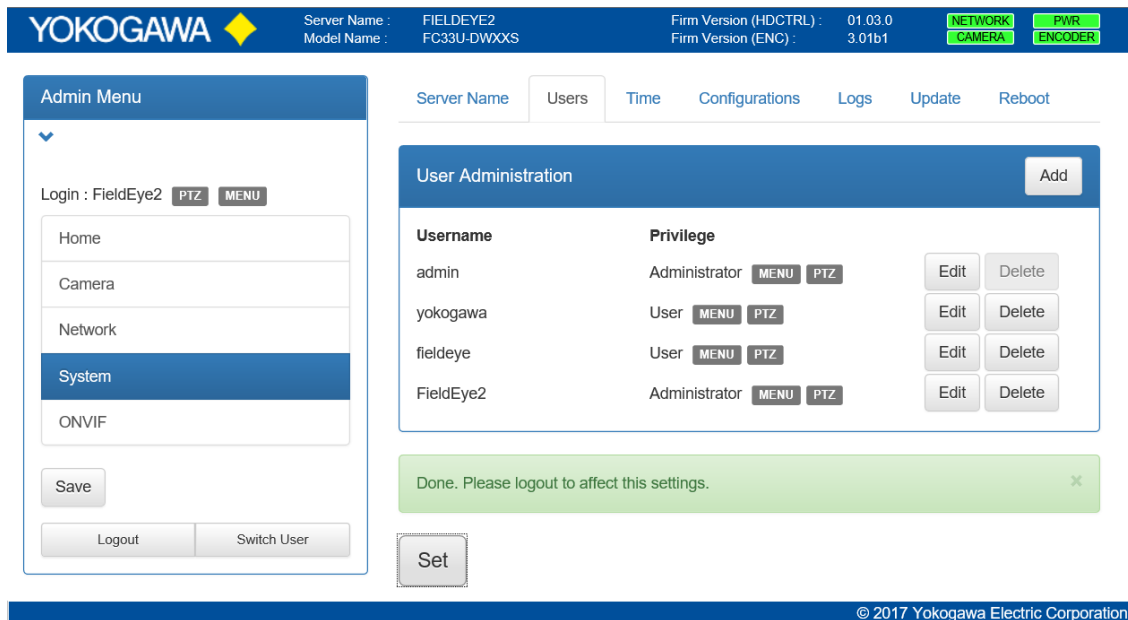 YOKOGAWA
Server Name : FIELDEYE2 Firm Version (HDCTRL) : 01.03.0 NETWORK PWR
Model Name : FC33U-DWXXS Firm Version (ENC) : 3.01b1 CAMERA ENCODER
Admin Menu
Login : FieldEye2 PTZ MENU
Home
Camera
Network
System
ONVIF
Save
Logout Switch User
Server Name Users Time Configurations Logs Update Reboot
User Administration Add
Username Privilege
admin Administrator MENU PTZ Edit Delete
yokogawa User MENU PTZ Edit Delete
fieldeye User MENU PTZ Edit Delete
FieldEye2 Administrator MENU PTZ Edit Delete
Done. Please logout to affect this settings. ×
Set
© 2017 Yokogawa Electric Corporation